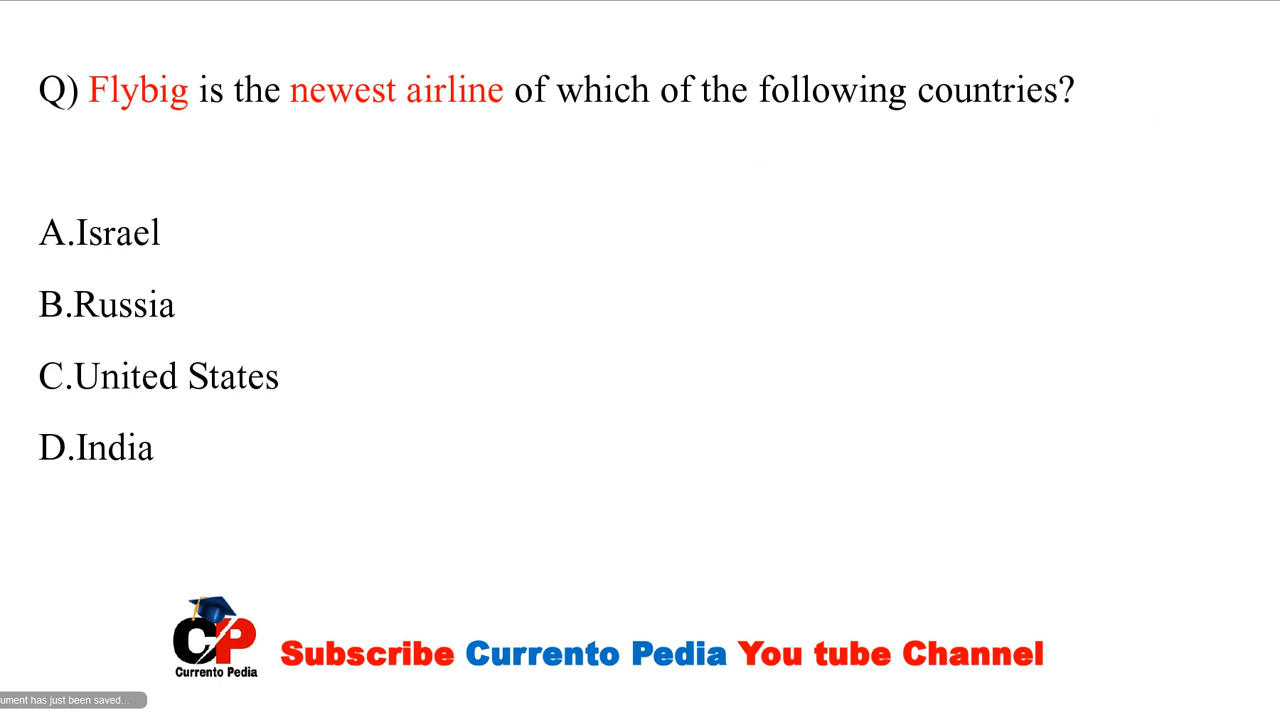 Q) Flybig is the newest airline of which of the following countries?
A.Israel
B.Russia
C.United States
D.India
CP
Currento Pedia
Subscribe Currento Pedia You tube Channel
ument has just been saved...